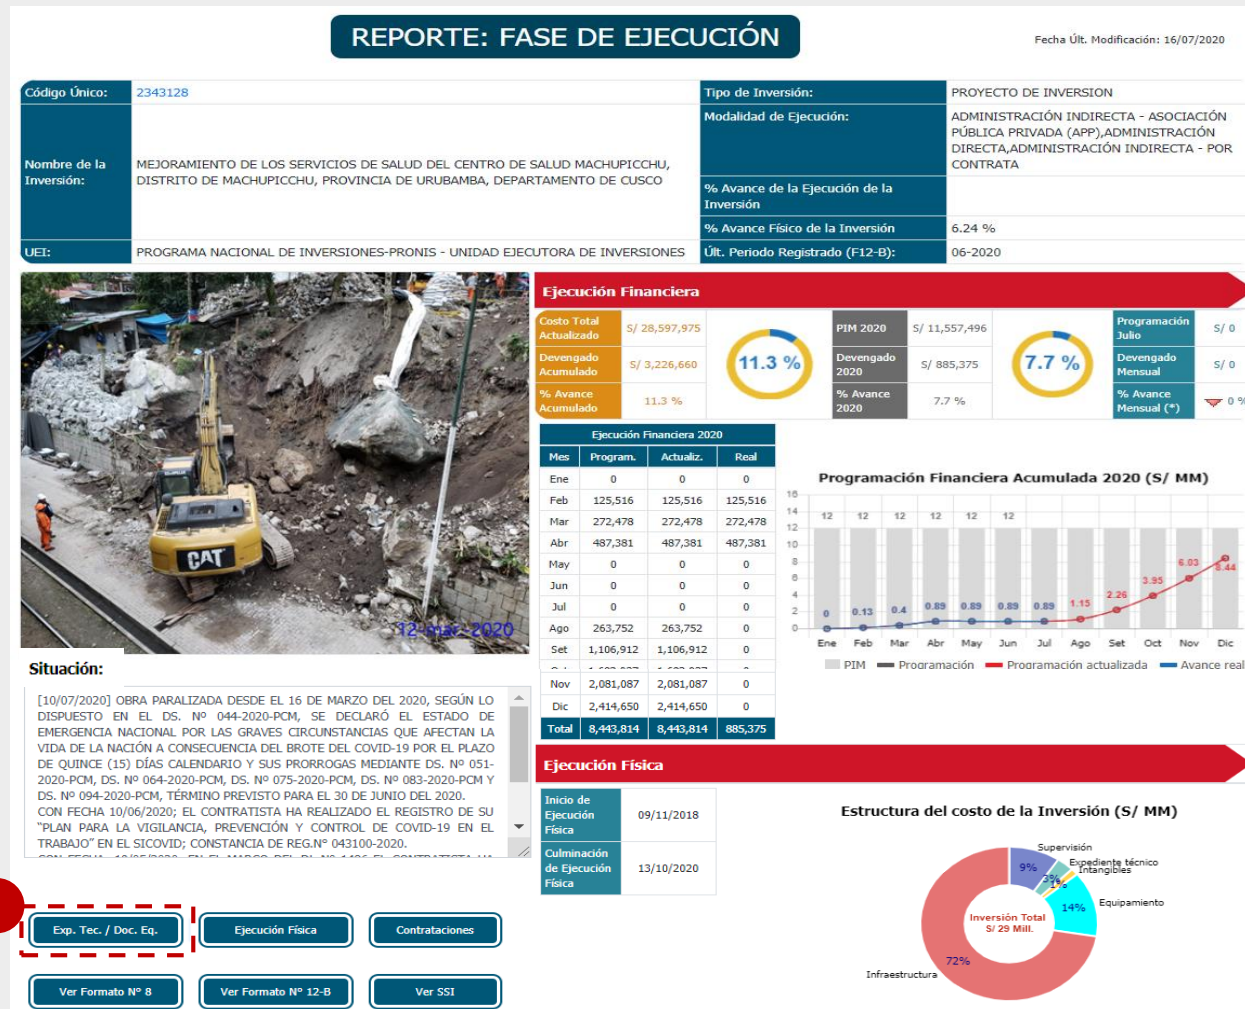 REPORTE: FASE DE EJECUCIÓN
Fecha Últ. Modificación: 16/07/2020
Código Único:
2343128
Nombre de la
Inversión:
MEJORAMIENTO DE LOS SERVICIOS DE SALUD DEL CENTRO DE SALUD MACHUPICCHU,
DISTRITO DE MACHUPICCHU, PROVINCIA DE URUBAMBA, DEPARTAMENTO DE CUSCO
UEI:
PROGRAMA NACIONAL DE INVERSIONES-PRONIS - UNIDAD EJECUTORA DE INVERSIONES
Tipo de Inversión:
PROYECTO DE INVERSION
Modalidad de Ejecución:
ADMINISTRACIÓN INDIRECTA - ASOCIACIÓN
PÚBLICA PRIVADA (APP),ADMINISTRACIÓN
DIRECTA,ADMINISTRACIÓN INDIRECTA - POR
CONTRATA
% Avance de la Ejecución de la
Inversión
% Avance Físico de la Inversión
6.24 %
Últ. Periodo Registrado (F12-B):
06-2020
CAT
12-mar-2020
Situación:
[10/07/2020] OBRA PARALIZADA DESDE EL 16 DE MARZO DEL 2020, SEGÚN LO
DISPUESTO EN EL DS. Nº 044-2020-PCM, SE DECLARÓ EL ESTADO DE
EMERGENCIA NACIONAL POR LAS GRAVES CIRCUNSTANCIAS QUE AFECTAN LA
VIDA DE LA NACIÓN A CONSECUENCIA DEL BROTE DEL COVID-19 POR EL PLAZO
DE QUINCE (15) DÍAS CALENDARIO Y SUS PRORROGAS MEDIANTE DS. Nº 051-
2020-PCM, DS. Nº 064-2020-PCM, DS. Nº 075-2020-PCM, DS. Nº 083-2020-PCM Y
DS. Nº 094-2020-PCM, TÉRMINO PREVISTO PARA EL 30 DE JUNIO DEL 2020.
CON FECHA 10/06/2020; EL CONTRATISTA HA REALIZADO EL REGISTRO DE SU
"PLAN PARA LA VIGILANCIA, PREVENCIÓN Y CONTROL DE COVID-19 EN EL
TRABAJO" EN EL SICOVID; CONSTANCIA DE REG.Nº 043100-2020.
Exp. Tec. / Doc. Eq.
Ejecución Física
Contrataciones
Ver Formato Nº 8
Ver Formato Nº 12-B
Ver SSI
Ejecución Financiera
Costo Total
Actualizado
S/ 28,597,975
Devengado
Acumulado
S/ 3,226,660
% Avance
Acumulado
11.3 %
11.3 %
PIM 2020
S/ 11,557,496
Devengado
2020
S/ 885,375
% Avance
2020
7.7 %
7.7 %
Programación
Julio
S/ 0
Devengado
Mensual
S/ 0
% Avance
Mensual (*)
0 %
Ejecución Financiera 2020
Mes Program. Actualiz. Real
Ene 0 0 0
Feb 125,516 125,516 125,516
Mar 272,478 272,478 272,478
Abr 487,381 487,381 487,381
May 0 0 0
Jun 0 0 0
Jul 0 0 0
Ago 263,752 263,752 0
Set 1,106,912 1,106,912 0
Nov 2,081,087 2,081,087 0
Dic 2,414,650 2,414,650 0
Total 8,443,814 8,443,814 885,375
Programación Financiera Acumulada 2020 (S/ MM)
16
14
12
10
8
6
4
2
0
12 12 12 12 12 12
0 0.13 0.4 0.89 0.89 0.89 0.89 1.15 2.26 3.95 6.03 8.44
Ene Feb Mar Abr May Jun Jul Ago Set Oct Nov Dic
PIM Programación Programación actualizada Avance real
Ejecución Física
Inicio de
Ejecución
Física
09/11/2018
Culminación
de Ejecución
Física
13/10/2020
Estructura del costo de la Inversión (S/ MM)
Supervisión
9%
Expediente técnico
3%
Intangibles
1%
Equipamiento
14%
Inversión Total
S/ 29 Mill.
72%
Infraestructura